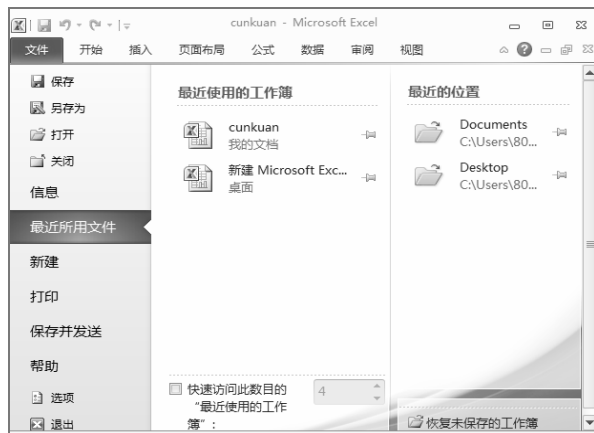 cunkuan - Microsoft Excel
文件 开始 插入 页面布局 公式 数据 审阅 视图
保存
另存为
打开
关闭
信息
最近所用文件
新建
打印
保存并发送
帮助
选项
退出
最近使用的工作簿
cunkuan
我的文档
新建 Microsoft Exc...
桌面
快速访问此数目的
“最近使用的工作
簿”：
4
最近的位置
Documents
C:\Users\80...
Desktop
C:\Users\80...
恢复未保存的工作簿